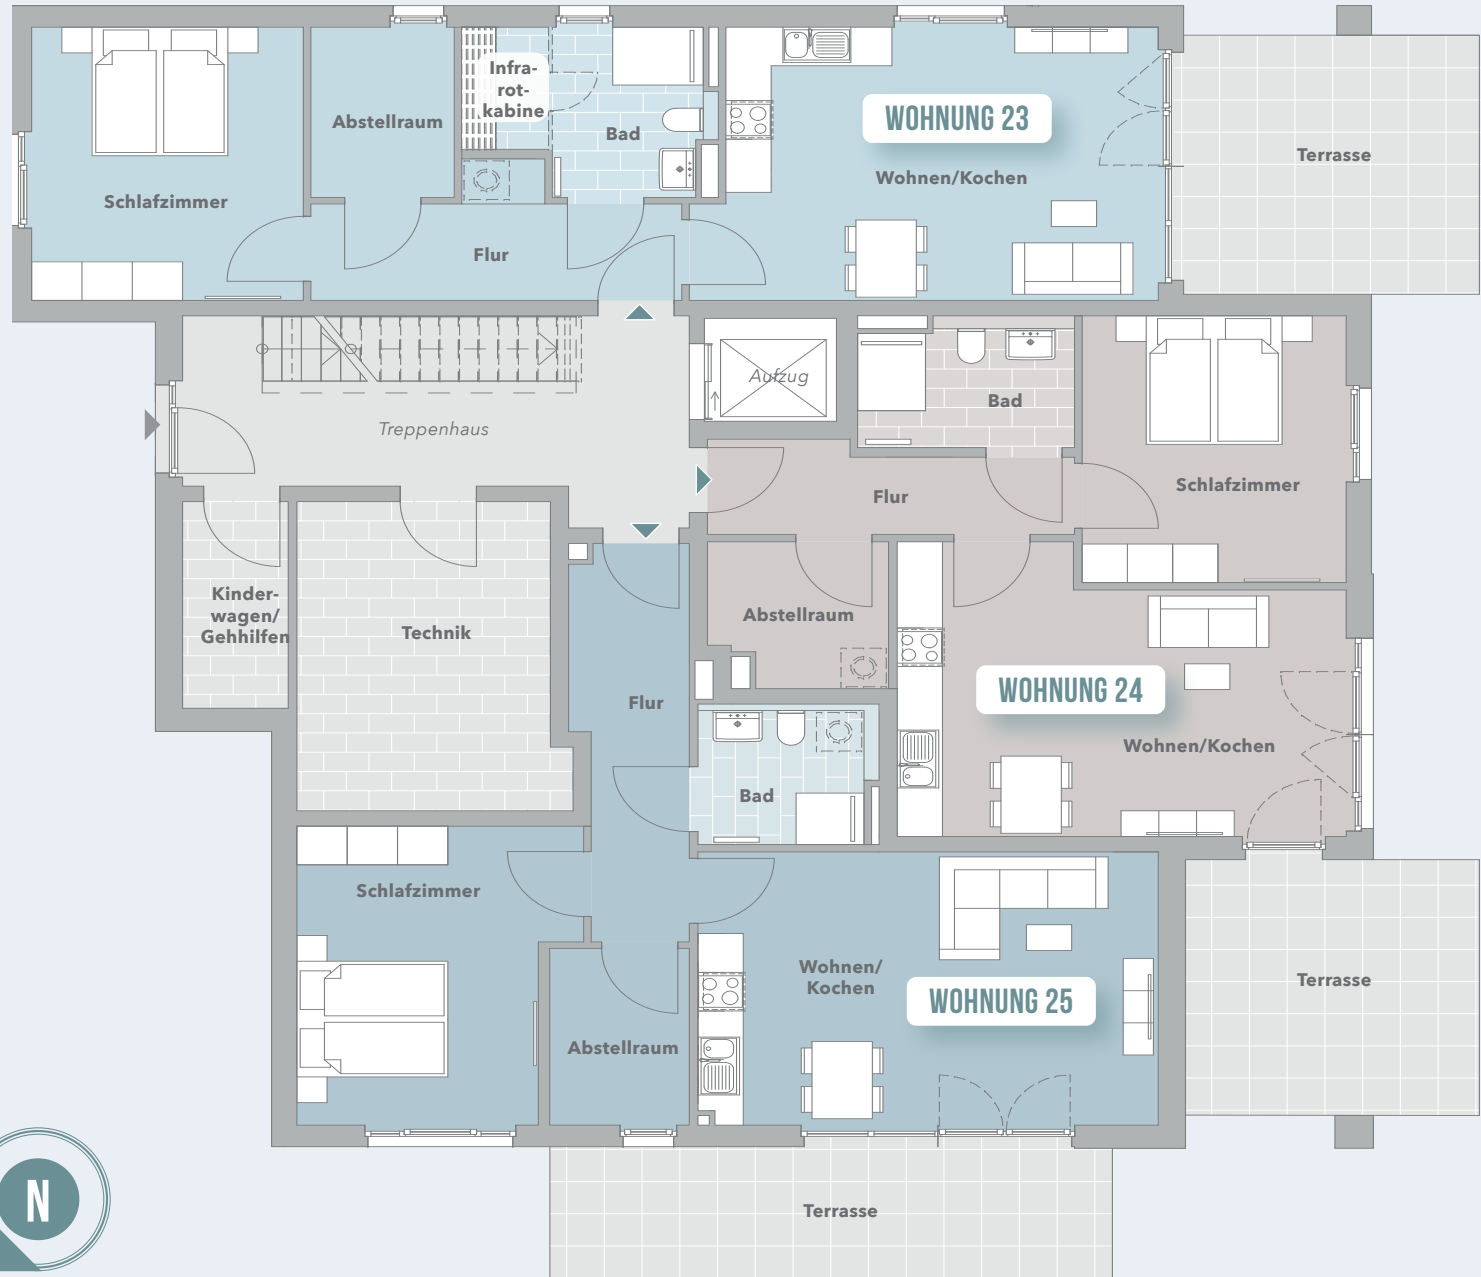 Infra-
rot-
kabine
Abstellraum
Bad
WOHNUNG 23
Wohnen/Kochen
Terrasse
Schlafzimmer
Flur
Aufzug
Treppenhaus
Bad
Schlafzimmer
Flur
Kinder-
wagen/
Gehhilfen
Technik
Abstellraum
Flur
WOHNUNG 24
Wohnen/Kochen
Bad
Schlafzimmer
Wohnen/
Kochen
WOHNUNG 25
Terrasse
Abstellraum
N
Terrasse